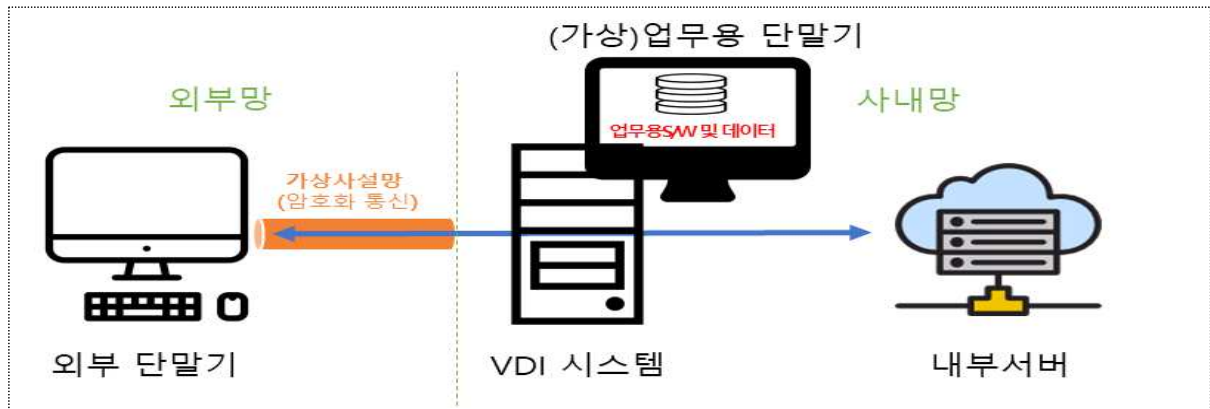 (가상)업무용 단말기
외부망
사내망
업무용S/W 및 데이터
가상사설망
(암호화 통신)
외부 단말기
VDI 시스템
내부서버